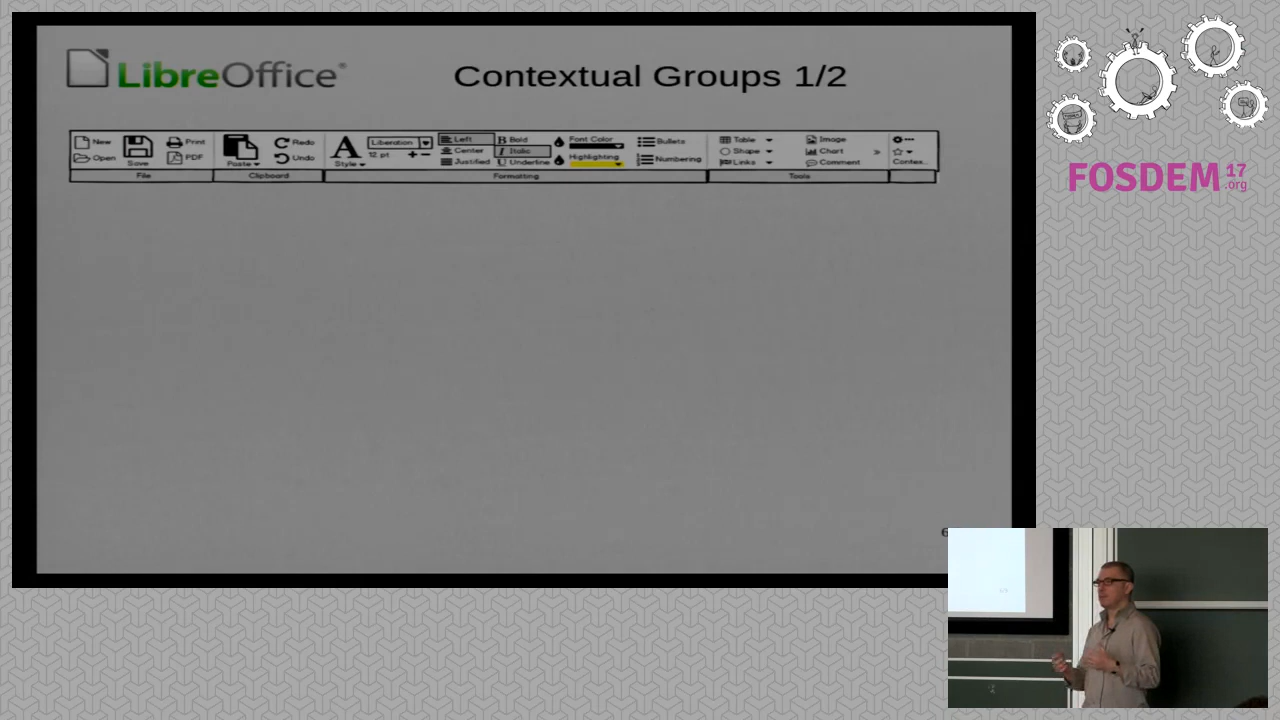 LibreOffice®
Contextual Groups 1/2
New
Open
Save
Print
PDF
File
Paste
Redo
Undo
Clipboard
Style
Liberation
12 pt
Left
Center
Justified
B Bold
I Italic
U Underline
Font Color
Highlighting
Bullets
Numbering
Formatting
Table
Shape
Links
Image
Chart
Comment
»
Tools
Contex...
6
FOSDEM 17
.org